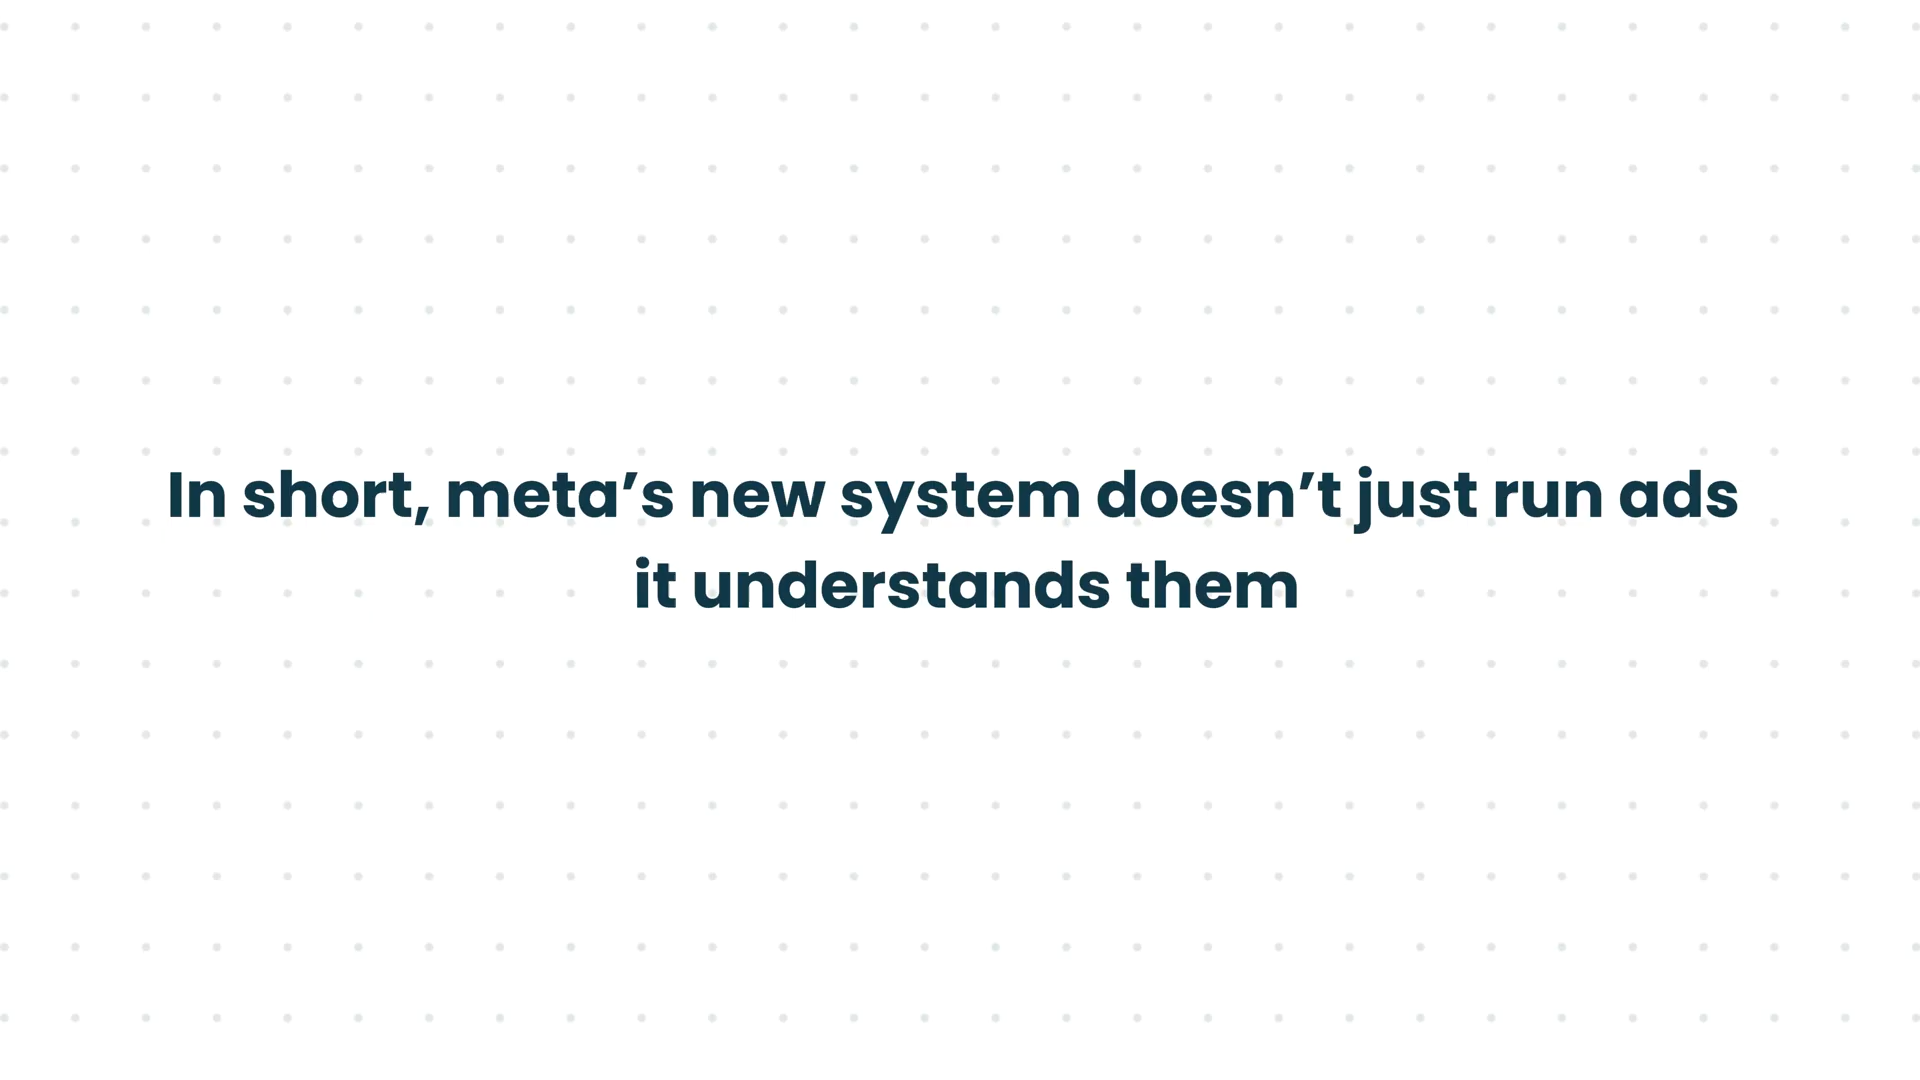 In short, meta’s new system doesn’t just run ads
it understands them